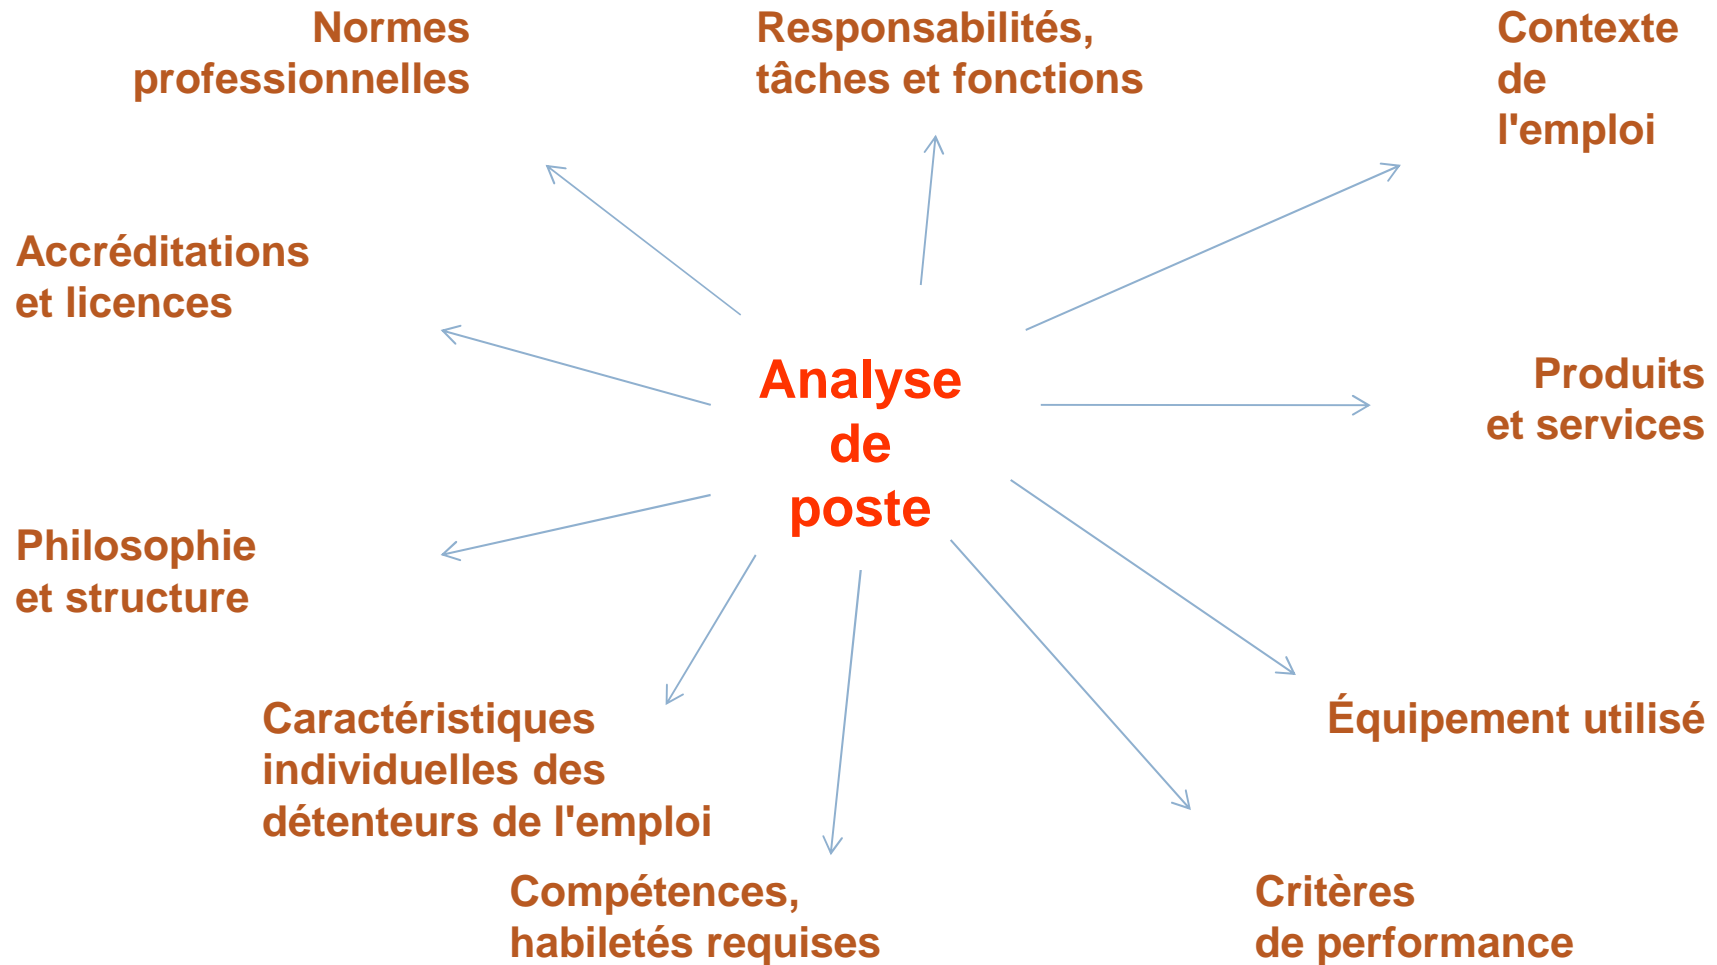 Normes
professionnelles
Responsabilités,
tâches et fonctions
Contexte
de
l'emploi
Accréditations
et licences
Analyse
de
poste
Produits
et services
Philosophie
et structure
Équipement utilisé
Caractéristiques
individuelles des
détenteurs de l'emploi
Compétences,
habiletés requises
Critères
de performance